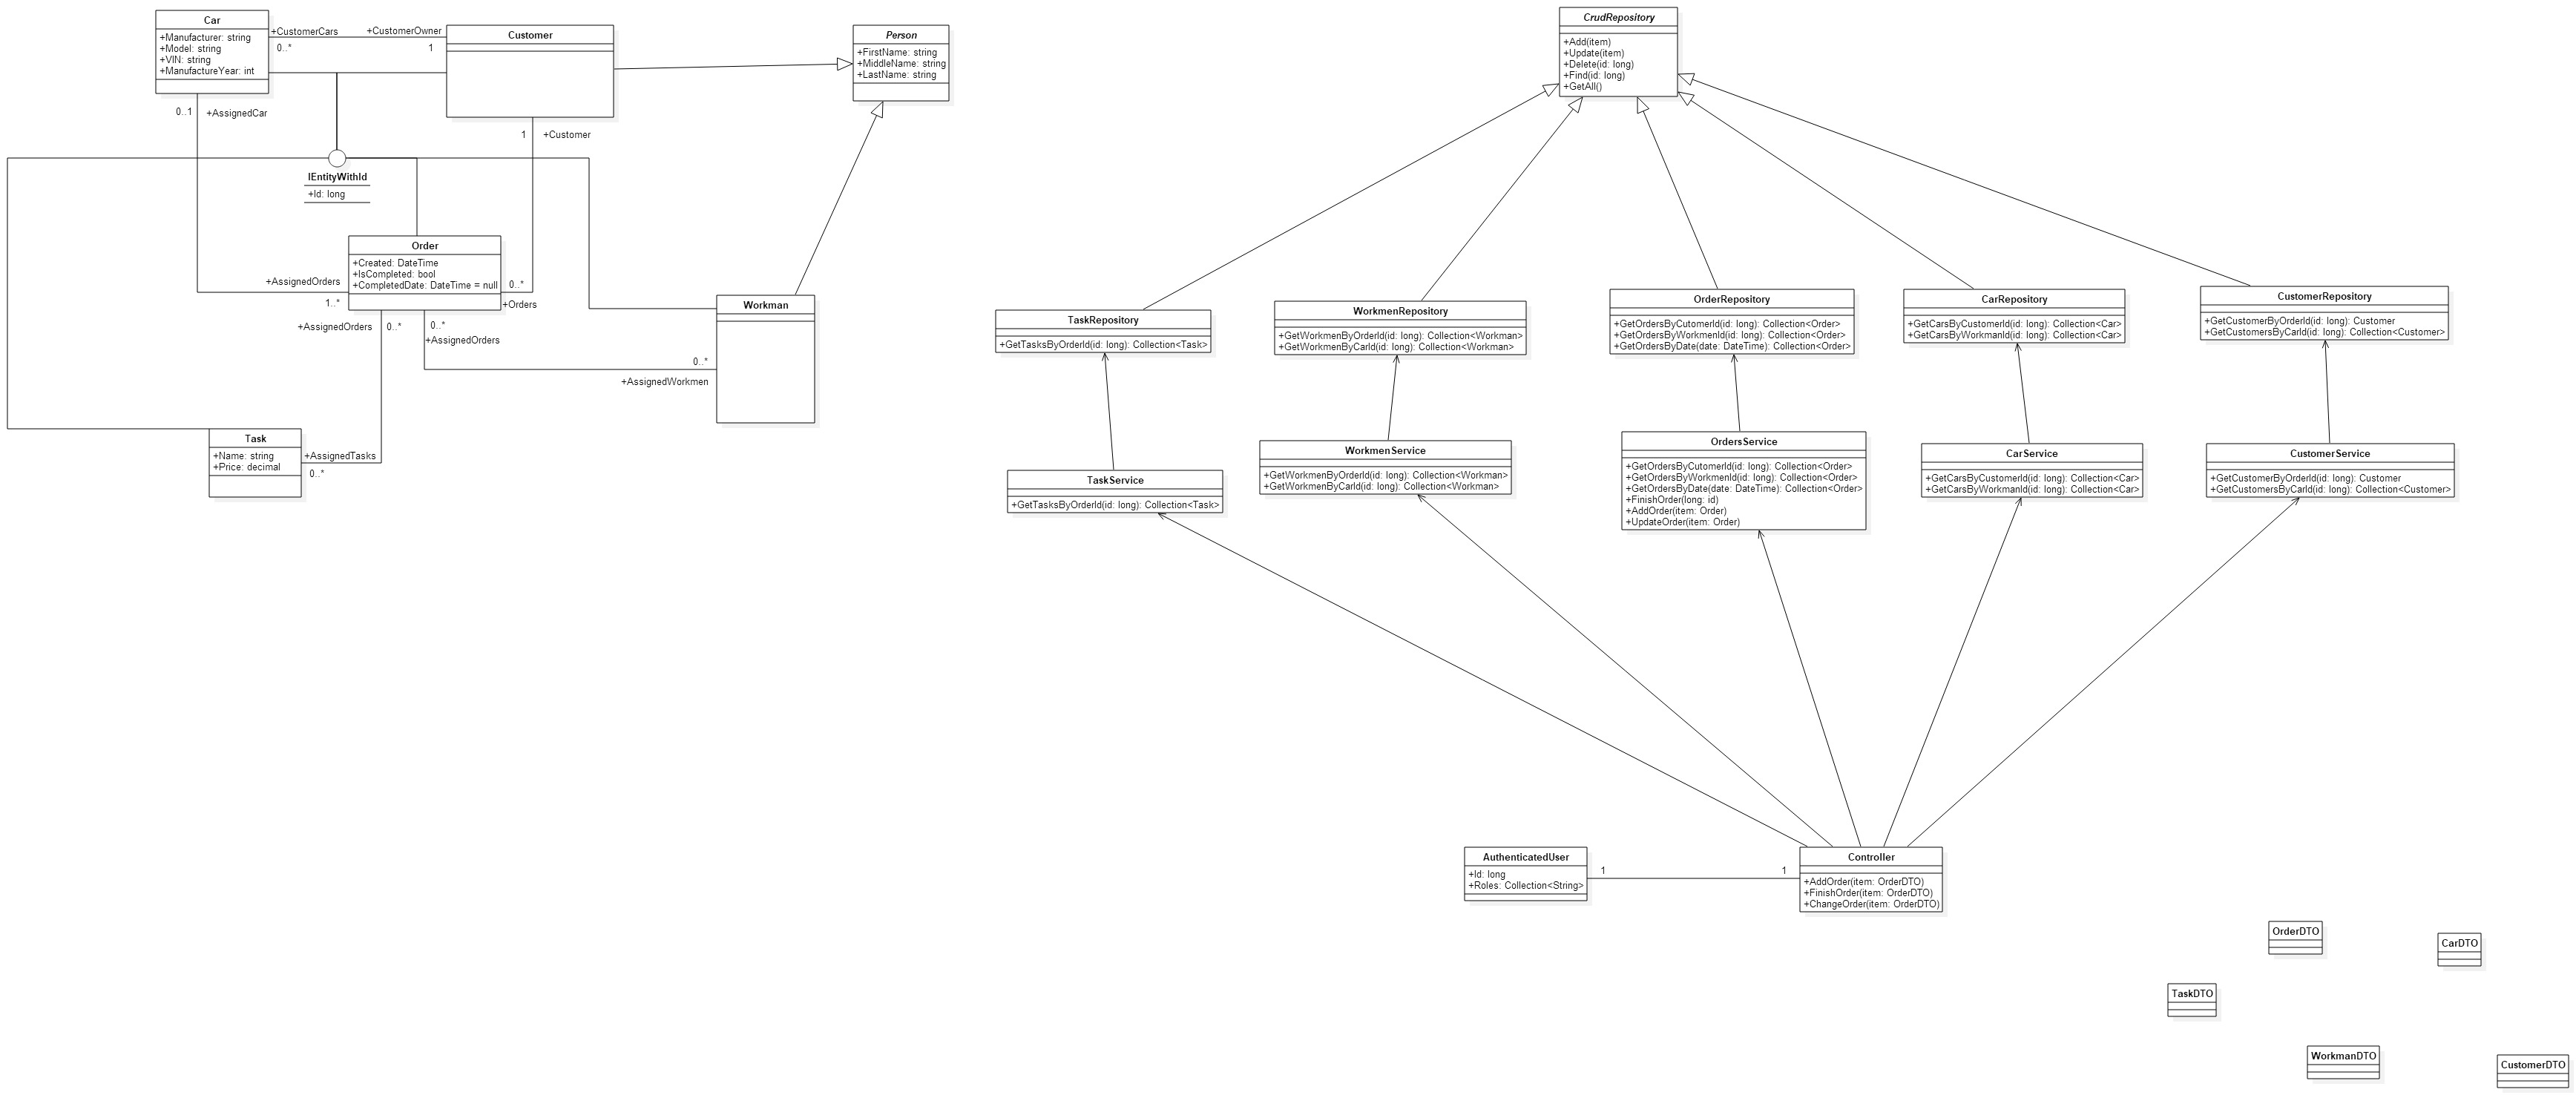 Car
+Manufacturer: string
+Model: string
+VIN: string
+ManufactureYear: int
+CustomerCars
0..*
+CustomerOwner
1
Customer
Person
+FirstName: string
+MiddleName: string
+LastName: string
0..1
+AssignedCar
1
+Customer
IEntityWithId
+Id: long
Order
+Created: DateTime
+IsCompleted: bool
+CompletedDate: DateTime = null
+AssignedOrders
1..*
0..*
+Orders
+AssignedOrders
0..*
0..*
+AssignedOrders
Workman
0..*
+AssignedWorkmen
Task
+Name: string
+Price: decimal
+AssignedTasks
0..*
CrudRepository
+Add(item)
+Update(item)
+Delete(id: long)
+Find(id: long)
+GetAll()
TaskRepository
+GetTasksByOrderId(id: long): Collection<Task>
WorkmenRepository
+GetWorkmenByOrderId(id: long): Collection<Workman>
+GetWorkmenByCarId(id: long): Collection<Workman>
OrderRepository
+GetOrdersByCutomerId(id: long): Collection<Order>
+GetOrdersByWorkmenId(id: long): Collection<Order>
+GetOrdersByDate(date: DateTime): Collection<Order>
CarRepository
+GetCarsByCustomerId(id: long): Collection<Car>
+GetCarsByWorkmanId(id: long): Collection<Car>
CustomerRepository
+GetCustomerByOrderId(id: long): Customer
+GetCustomersByCarId(id: long): Collection<Customer>
TaskService
+GetTasksByOrderId(id: long): Collection<Task>
WorkmenService
+GetWorkmenByOrderId(id: long): Collection<Workman>
+GetWorkmenByCarId(id: long): Collection<Workman>
OrdersService
+GetOrdersByCutomerId(id: long): Collection<Order>
+GetOrdersByWorkmenId(id: long): Collection<Order>
+GetOrdersByDate(date: DateTime): Collection<Order>
+FinishOrder(long: id)
+AddOrder(item: Order)
+UpdateOrder(item: Order)
CarService
+GetCarsByCustomerId(id: long): Collection<Car>
+GetCarsByWorkmanId(id: long): Collection<Car>
CustomerService
+GetCustomerByOrderId(id: long): Customer
+GetCustomersByCarId(id: long): Collection<Customer>
AuthenticatedUser
+Id: long
+Roles: Collection<String>
1
1
Controller
+AddOrder(item: OrderDTO)
+FinishOrder(item: OrderDTO)
+ChangeOrder(item: OrderDTO)
OrderDTO
CarDTO
TaskDTO
WorkmanDTO
CustomerDTO